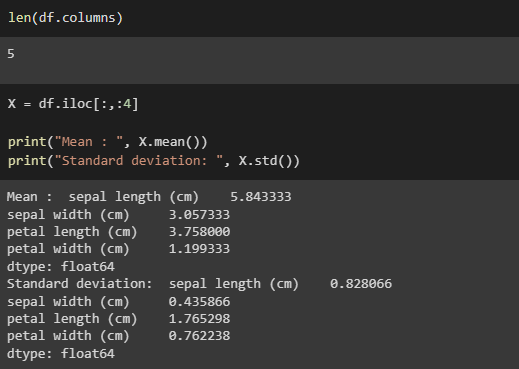 len(df.columns)
5
X = df.iloc[:,:4]
print("Mean : ", X.mean())
print("Standard deviation: ", X.std())
Mean :  sepal length (cm)    5.843333
sepal width (cm)     3.057333
petal length (cm)    3.758000
petal width (cm)     1.199333
dtype: float64
Standard deviation:  sepal length (cm)    0.828066
sepal width (cm)     0.435866
petal length (cm)    1.765298
petal width (cm)     0.762238
dtype: float64